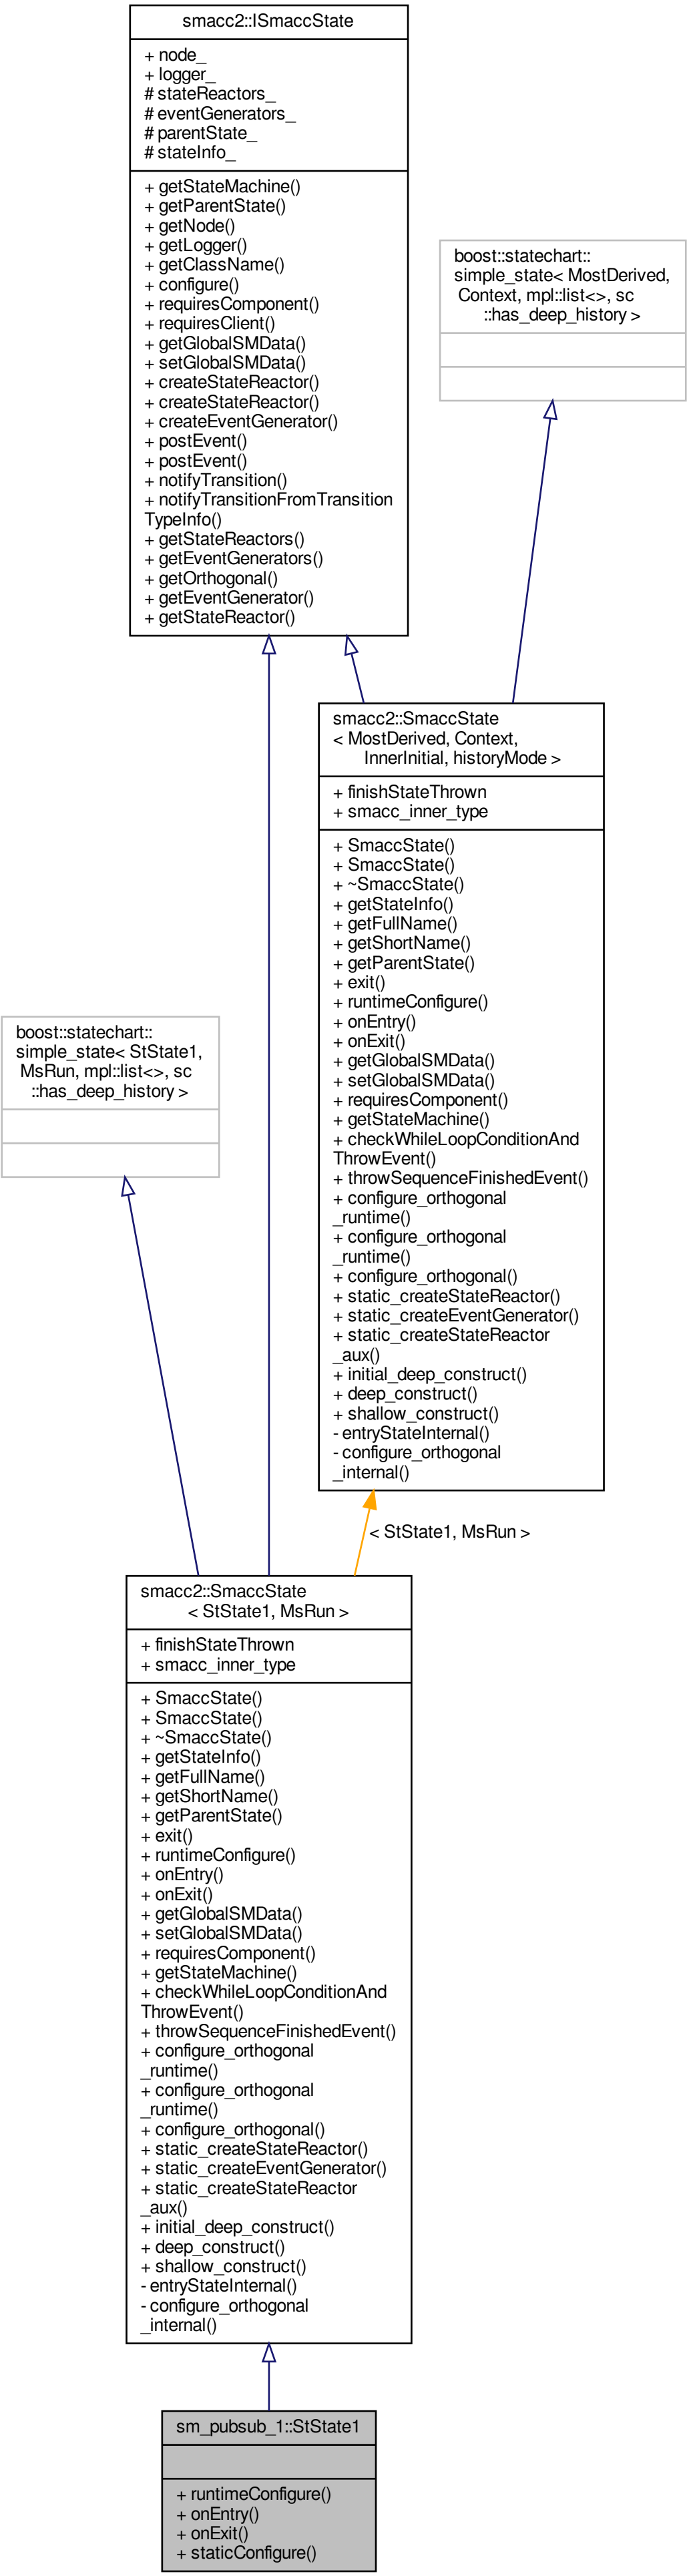 smacc2::ISmaccState
+ node_
+ logger_
# stateReactors_
# eventGenerators_
# parentState_
# stateInfo_
+ getStateMachine()
+ getParentState()
+ getNode()
+ getLogger()
+ getClassName()
+ configure()
+ requiresComponent()
+ requiresClient()
+ getGlobalSMData()
+ setGlobalSMData()
+ createStateReactor()
+ createStateReactor()
+ createEventGenerator()
+ postEvent()
+ postEvent()
+ notifyTransition()
+ notifyTransitionFromTransition
TypeInfo()
+ getStateReactors()
+ getEventGenerators()
+ getOrthogonal()
+ getEventGenerator()
+ getStateReactor()
boost::statechart::
simple_state< MostDerived,
Context, mpl::list<>, sc
::has_deep_history >
smacc2::SmaccState
< MostDerived, Context,
InnerInitial, historyMode >
+ finishStateThrown
+ smacc_inner_type
+ SmaccState()
+ SmaccState()
+ ~SmaccState()
+ getStateInfo()
+ getFullName()
+ getShortName()
+ getParentState()
+ exit()
+ runtimeConfigure()
+ onEntry()
+ onExit()
+ getGlobalSMData()
+ setGlobalSMData()
+ requiresComponent()
+ getStateMachine()
+ checkWhileLoopConditionAnd
ThrowEvent()
+ throwSequenceFinishedEvent()
+ configure_orthogonal
_runtime()
+ configure_orthogonal
_runtime()
+ configure_orthogonal()
+ static_createStateReactor()
+ static_createEventGenerator()
+ static_createStateReactor
_aux()
+ initial_deep_construct()
+ deep_construct()
+ shallow_construct()
- entryStateInternal()
- configure_orthogonal
_internal()
boost::statechart::
simple_state< StState1,
MsRun, mpl::list<>, sc
::has_deep_history >
< StState1, MsRun >
smacc2::SmaccState
< StState1, MsRun >
+ finishStateThrown
+ smacc_inner_type
+ SmaccState()
+ SmaccState()
+ ~SmaccState()
+ getStateInfo()
+ getFullName()
+ getShortName()
+ getParentState()
+ exit()
+ runtimeConfigure()
+ onEntry()
+ onExit()
+ getGlobalSMData()
+ setGlobalSMData()
+ requiresComponent()
+ getStateMachine()
+ checkWhileLoopConditionAnd
ThrowEvent()
+ throwSequenceFinishedEvent()
+ configure_orthogonal
_runtime()
+ configure_orthogonal
_runtime()
+ configure_orthogonal()
+ static_createStateReactor()
+ static_createEventGenerator()
+ static_createStateReactor
_aux()
+ initial_deep_construct()
+ deep_construct()
+ shallow_construct()
- entryStateInternal()
- configure_orthogonal
_internal()
sm_pubsub_1::StState1
+ runtimeConfigure()
+ onEntry()
+ onExit()
+ staticConfigure()